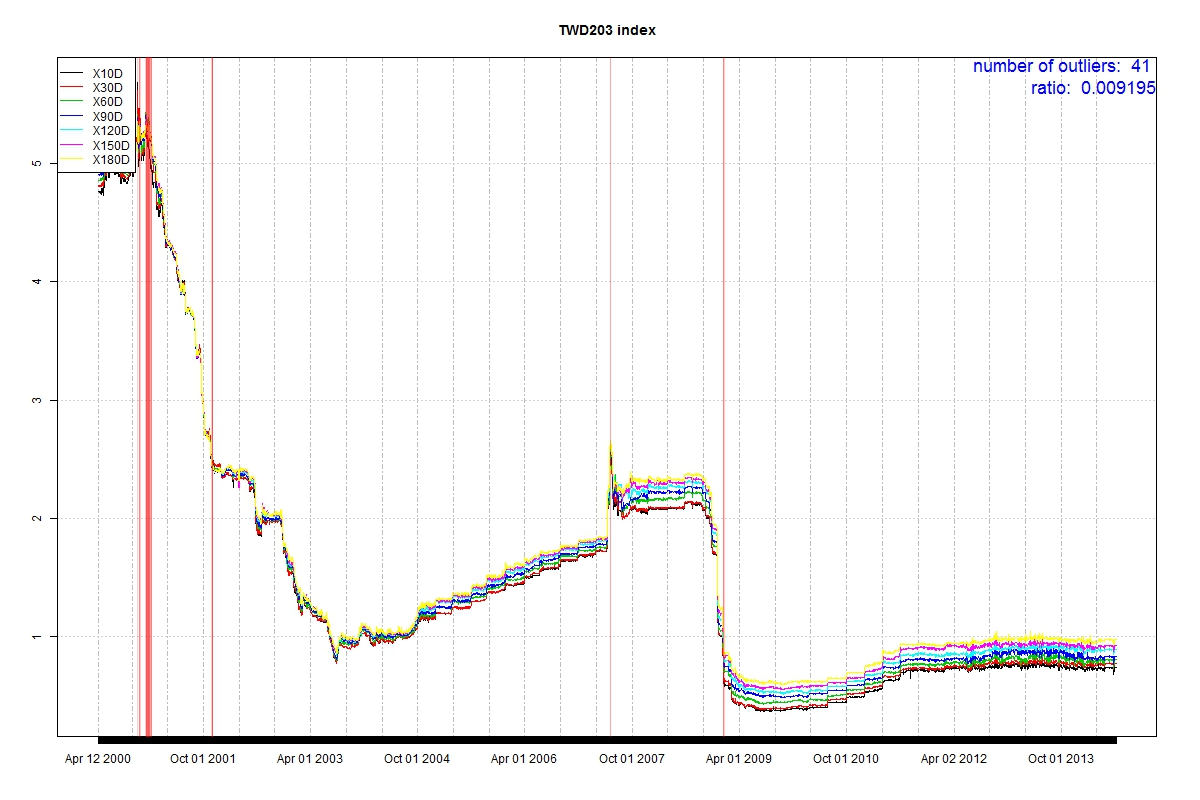 TWD203 index
number of outliers: 41
ratio: 0.009195
X10D
X30D
X60D
X90D
X120D
X150D
X180D
5
4
3
2
1
Apr 12 2000 Oct 01 2001 Apr 01 2003 Oct 01 2004 Apr 01 2006 Oct 01 2007 Apr 01 2009 Oct 01 2010 Apr 02 2012 Oct 01 2013